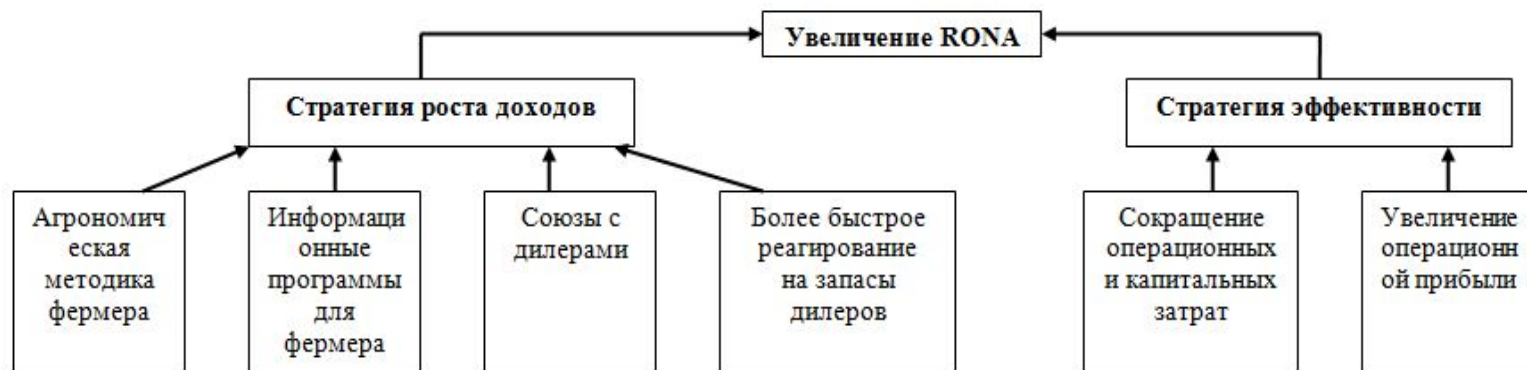 Увеличение RONA
Стратегия роста доходов
Стратегия эффективности
Агрономич
еская
методика
фермера
Информаци
онные
программы
для
фермера
Союзы с
дилерами
Более быстрое
реагирование
на запасы
дилеров
Сокращение
операционных
и капитальных
затрат
Увеличение
операционн
ой прибыли